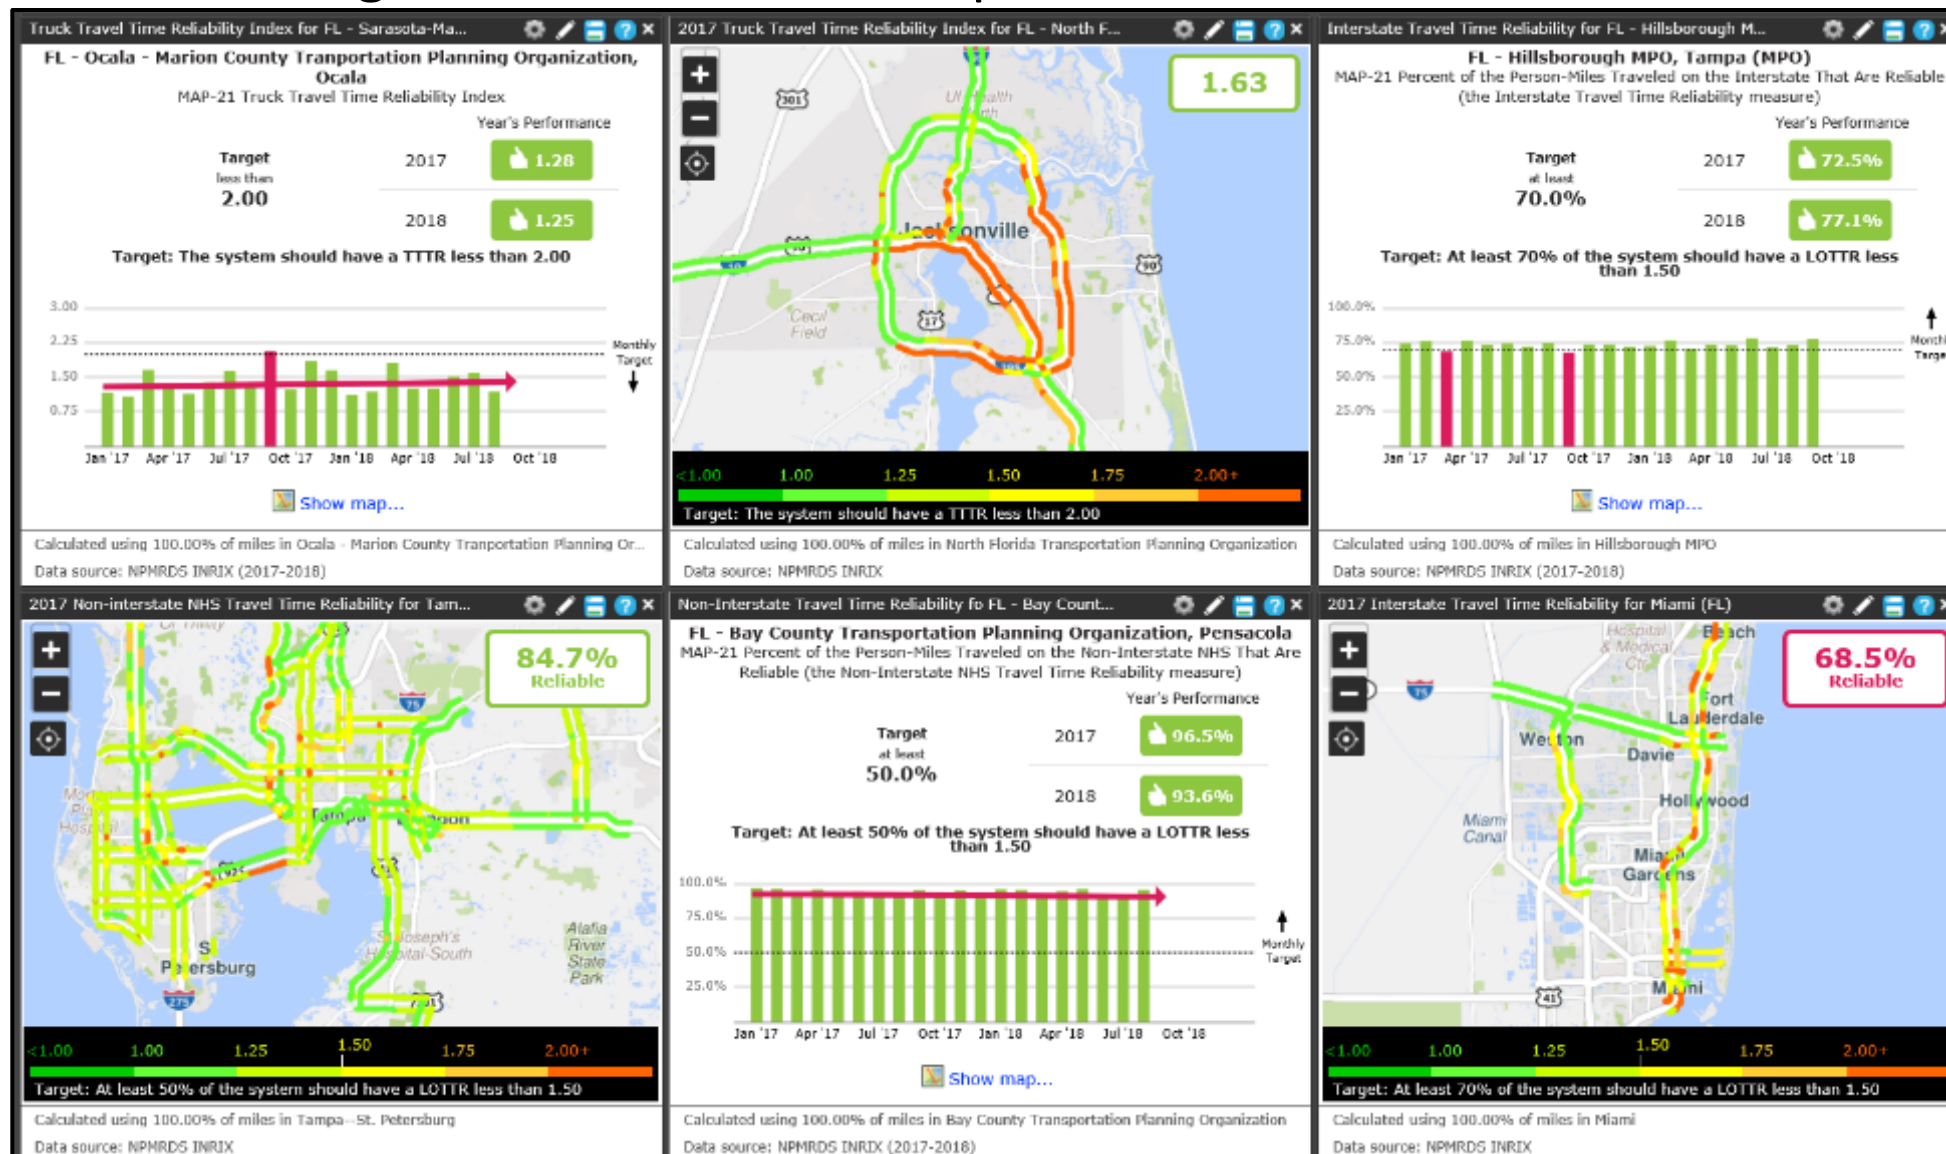 Truck Travel Time Reliability Index for FL - Sarasota-Ma...
FL - Ocala - Marion County Tranportation Planning Organization,
Ocala
MAP-21 Truck Travel Time Reliability Index
Year's Performance
Target
less than
2.00
2017
1.28
2018
1.25
Target: The system should have a TTTR less than 2.00
3.00
2.25
1.50
0.75
Monthly
Target
Jan '17 Apr '17 Jul '17 Oct '17 Jan '18 Apr '18 Jul '18 Oct '18
Show map...
Calculated using 100.00% of miles in Ocala - Marion County Tranportation Planning Or...
Data source: NPMRDS INRIX (2017-2018)
2017 Truck Travel Time Reliability Index for FL - North F...
1.63
301
Jacksonville
90
Cecil
Field
17
<1.00 1.00 1.25 1.50 1.75 2.00+
Target: The system should have a TTTR less than 2.00
Calculated using 100.00% of miles in North Florida Transportation Planning Organization
Data source: NPMRDS INRIX
Interstate Travel Time Reliability for FL - Hillsborough M...
FL - Hillsborough MPO, Tampa (MPO)
MAP-21 Percent of the Person-Miles Traveled on the Interstate That Are Reliable
(the Interstate Travel Time Reliability measure)
Year's Performance
Target
at least
70.0%
2017
72.5%
2018
77.1%
Target: At least 70% of the system should have a LOTTR less
than 1.50
100.0%
75.0%
50.0%
25.0%
Jan '17 Apr '17 Jul '17 Oct '17 Jan '18 Apr '18 Jul '18 Oct '18
Show map...
Calculated using 100.00% of miles in Hillsborough MPO
Data source: NPMRDS INRIX (2017-2018)
2017 Non-interstate NHS Travel Time Reliability for Tam...
84.7%
Reliable
75
Tampa
St
Petersburg
275
St Joseph's
Hospital-South
Alafia
River
State
Park
<1.00 1.00 1.25 1.50 1.75 2.00+
Target: At least 50% of the system should have a LOTTR less than 1.50
Calculated using 100.00% of miles in Tampa--St. Petersburg
Data source: NPMRDS INRIX
Non-Interstate Travel Time Reliability fo FL - Bay Count...
FL - Bay County Transportation Planning Organization, Pensacola
MAP-21 Percent of the Person-Miles Traveled on the Non-Interstate NHS That Are
Reliable (the Non-Interstate NHS Travel Time Reliability measure)
Year's Performance
Target
at least
50.0%
2017
96.5%
2018
93.6%
Target: At least 50% of the system should have a LOTTR less
than 1.50
100.0%
75.0%
50.0%
25.0%
Monthly
Target
Jan '17 Apr '17 Jul '17 Oct '17 Jan '18 Apr '18 Jul '18 Oct '18
Show map...
Calculated using 100.00% of miles in Bay County Transportation Planning Organization
Data source: NPMRDS INRIX (2017-2018)
2017 Interstate Travel Time Reliability for Miami (FL)
68.5%
Reliable
Hospital
& Medical
Ctr
Beach
75
Fort
Lauderdale
Weston
Davie
Hollywood
Miami
Canal
Miami
Gardens
Miami
41
<1.00 1.00 1.25 1.50 1.75 2.00+
Target: At least 70% of the system should have a LOTTR less than 1.50
Calculated using 100.00% of miles in Miami
Data source: NPMRDS INRIX